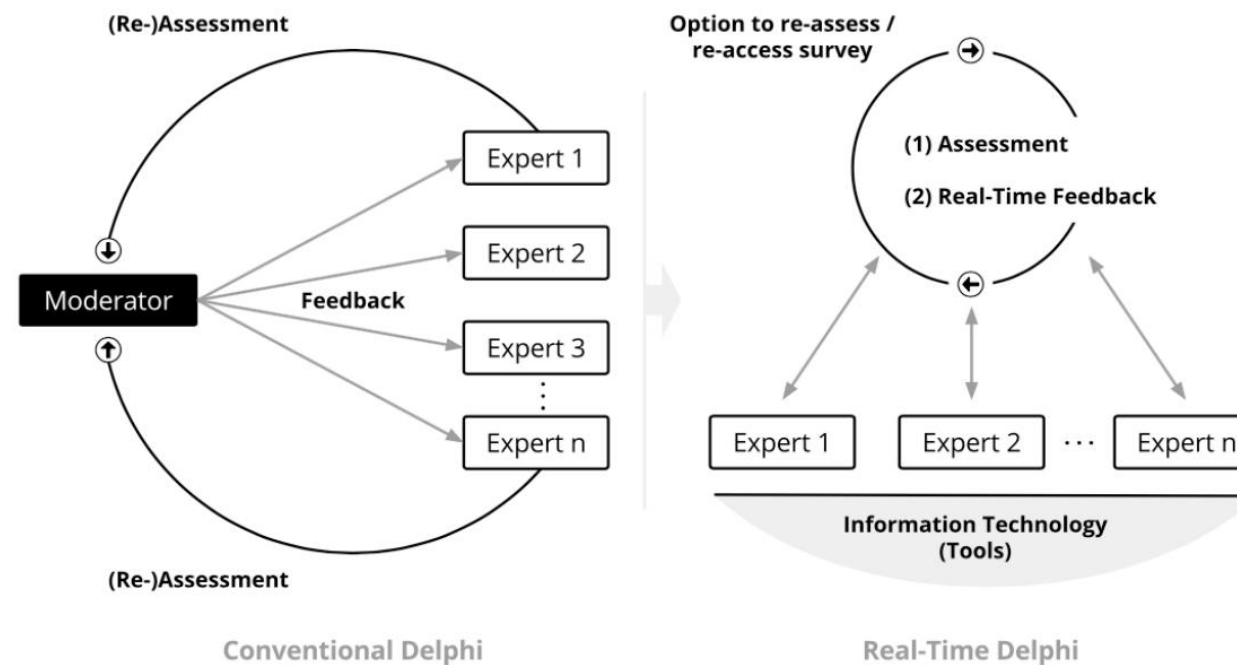 (Re-)Assessment
Expert 1
Expert 2
Moderator
Feedback
Expert 3
Expert n
(Re-)Assessment
Conventional Delphi
Option to re-assess /
re-access survey
(1) Assessment
(2) Real-Time Feedback
Expert 1
Expert 2
...
Expert n
Information Technology
(Tools)
Real-Time Delphi